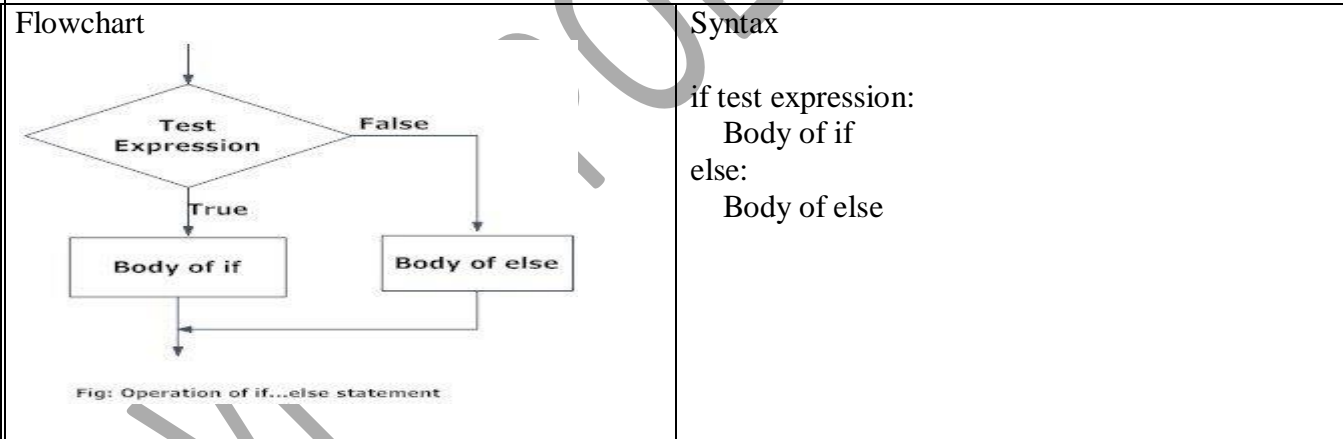 Flowchart
Test
Expression
False
True
Body of if
Body of else
Fig: Operation of if...else statement
Syntax
if test expression:
Body of if
else:
Body of else